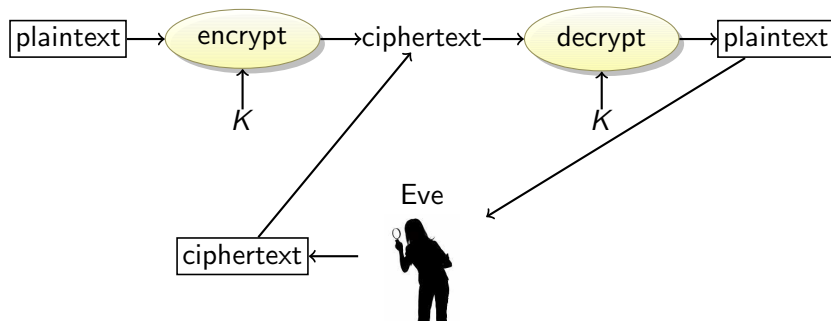 plaintext encrypt ciphertext decrypt plaintext
K K
Eve
ciphertext